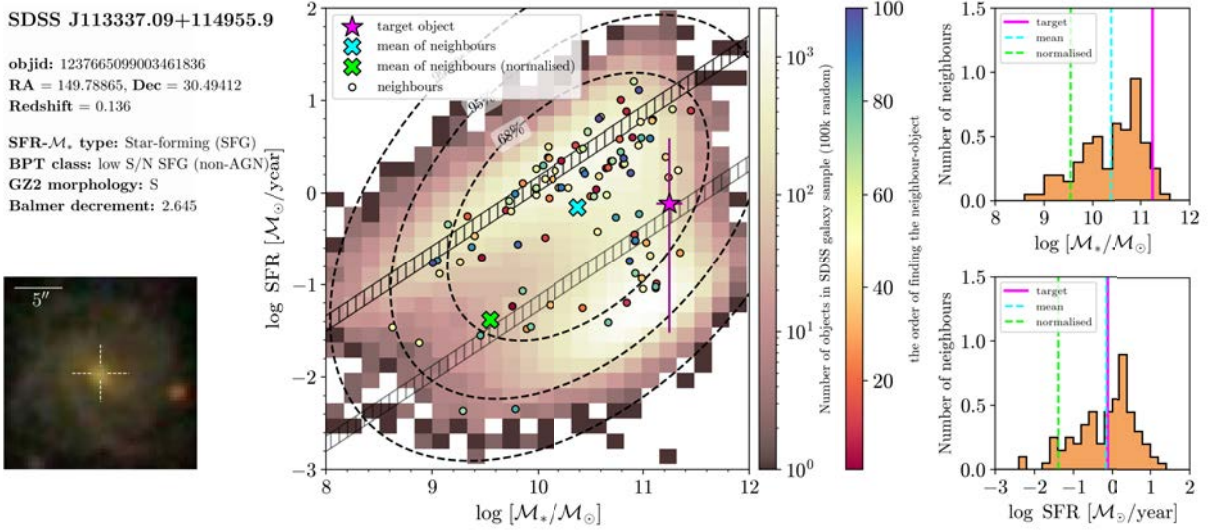 SDSS J113337.09+114955.9
objid: 1237665099003461836
RA = 149.78865, Dec = 30.49412
Redshift = 0.136
SFR-M* type: Star-forming (SFG)
BPT class: low S/N SFG (non-AGN)
GZ2 morphology: S
Balmer decrement: 2.645
5″
target object
mean of neighbours
mean of neighbours (normalised)
neighbours
95%
68%
log SFR [M⊙/year]
2
1
0
−1
−2
−3
8 9 10 11 12
log [M*/M⊙]
10³
10²
10¹
10⁰
Number of objects in SDSS galaxy sample (100k random)
100
80
60
40
20
the order of finding the neighbour-object
Number of neighbours
1.5
1.0
0.5
0.0
target
mean
normalised
8 9 10 11 12
log [M*/M⊙]
Number of neighbours
1.5
1.0
0.5
0.0
target
mean
normalised
−3 −2 −1 0 1 2
log SFR [M⊙/year]